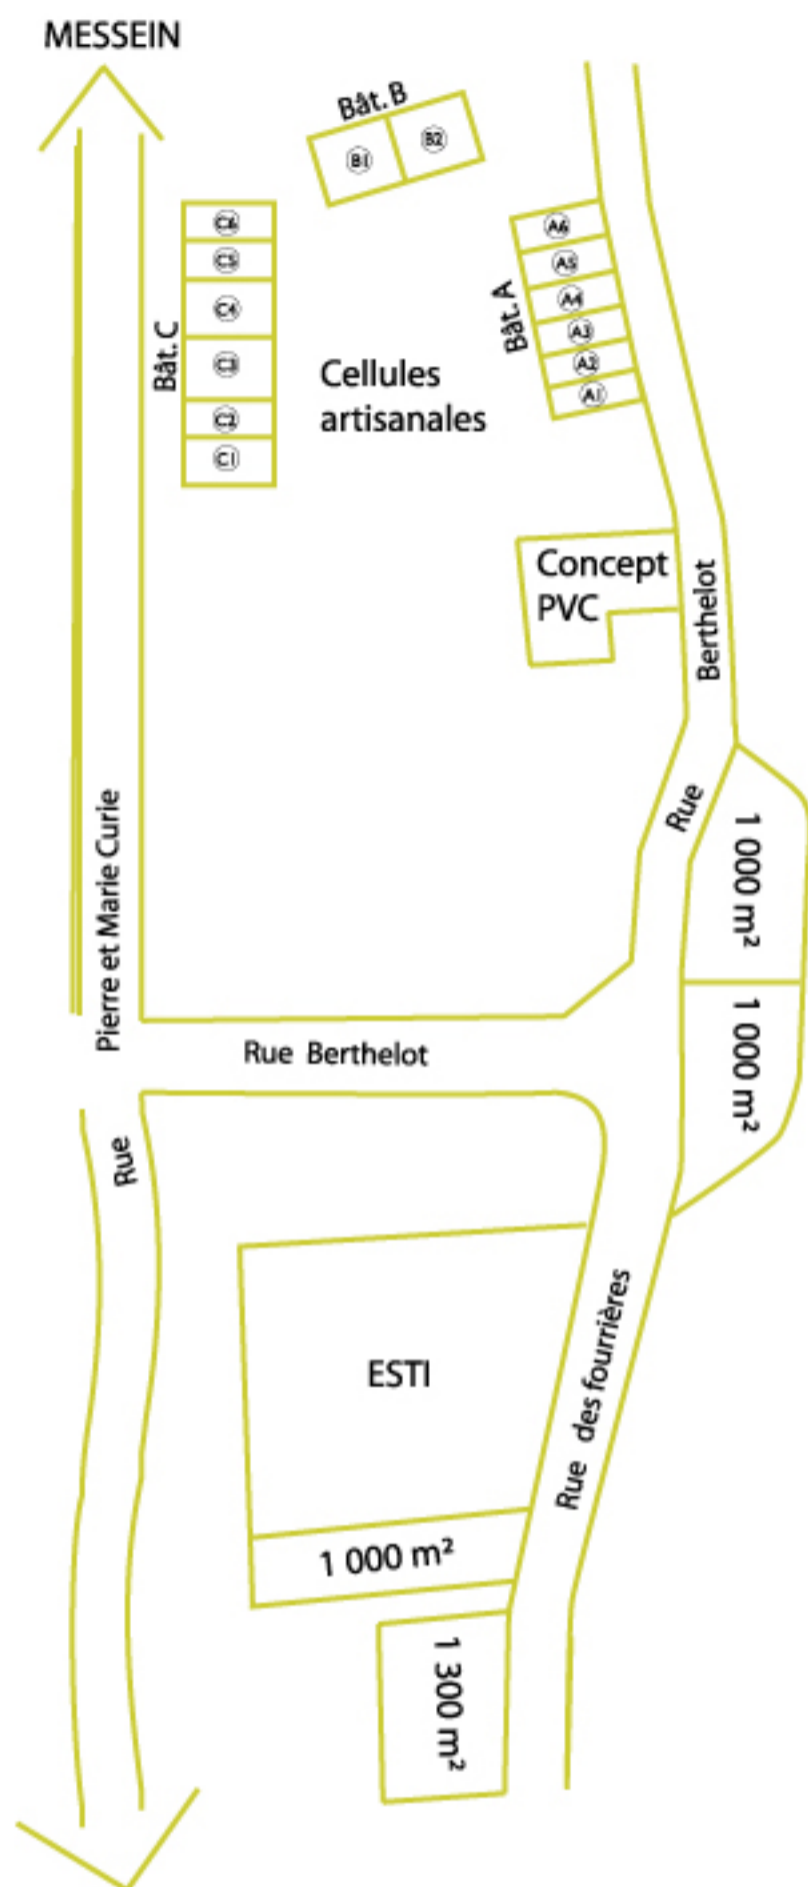 MESSEIN
Bât. B
B1
B2
C6
C5
C4
C3
C2
C1
Bât. C
A6
A5
A4
A3
A2
A1
Bât. A
Cellules
artisanales
Concept
PVC
Rue Berthelot
1 000 m²
1 000 m²
Rue Pierre et Marie Curie
Rue Berthelot
ESTI
Rue des fourrières
1 000 m²
1 300 m²